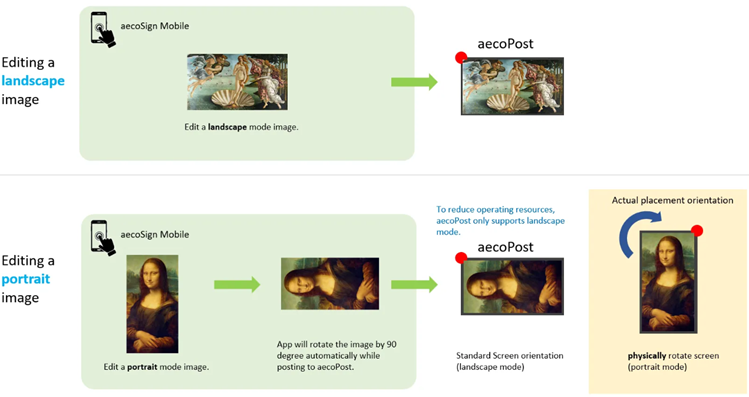 Editing a
landscape
image
aecoSign Mobile
Edit a landscape mode image.
aecoPost
Editing a
portrait
image
aecoSign Mobile
Edit a portrait mode image.
App will rotate the image by 90
degree automatically while
posting to aecoPost.
To reduce operating resources,
aecoPost only supports landscape
mode.
aecoPost
Standard Screen orientation
(landscape mode)
Actual placement orientation
physically rotate screen
(portrait mode)